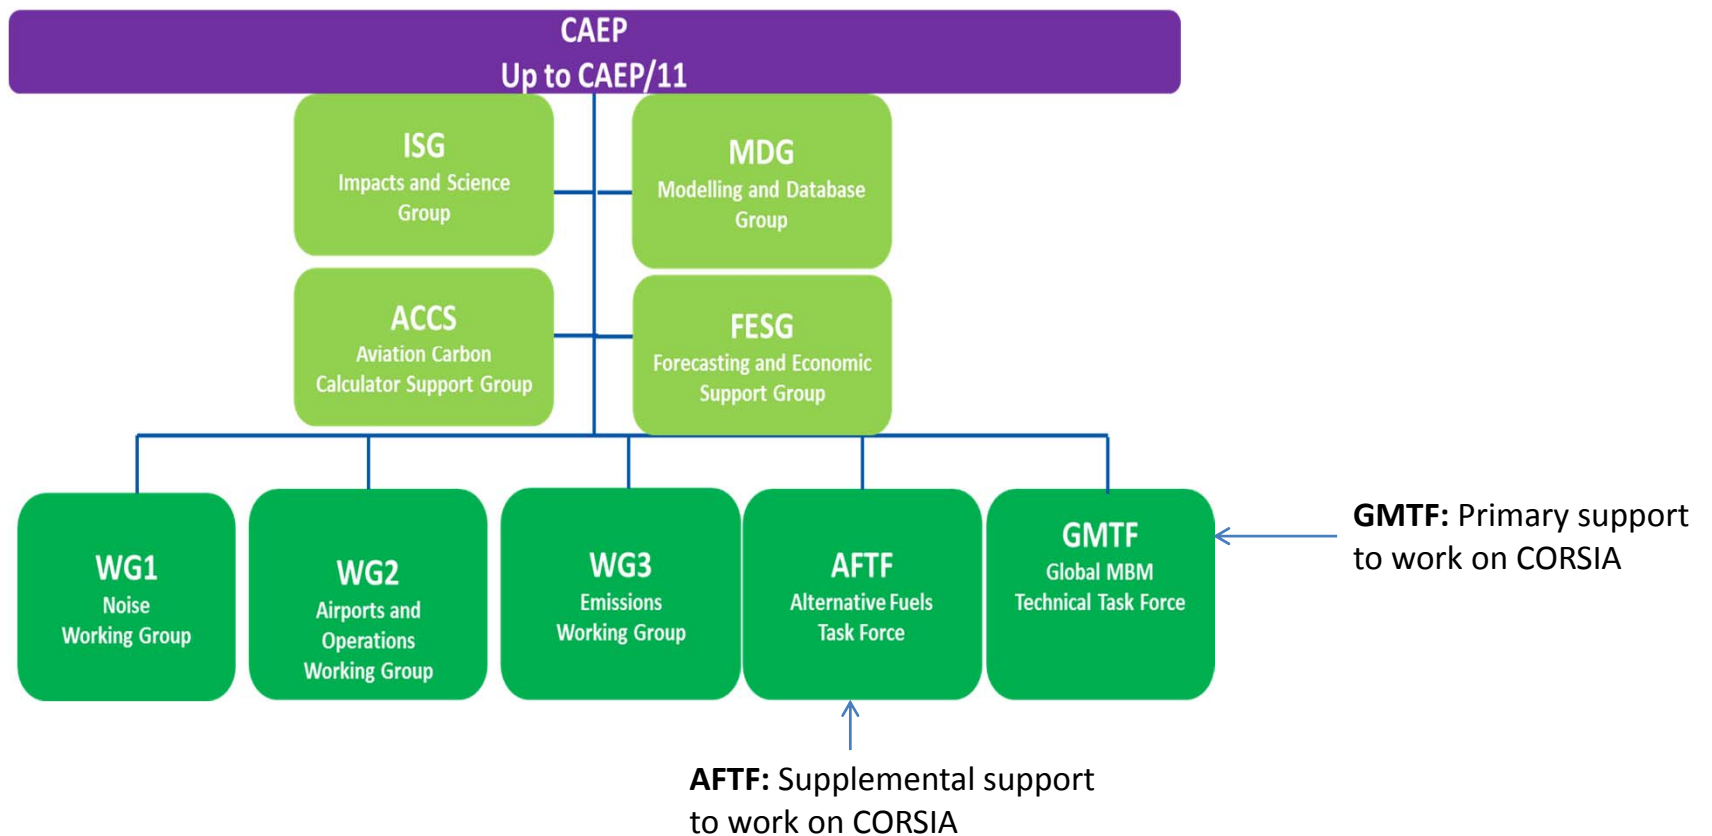 CAEP
Up to CAEP/11
ISG
Impacts and Science
Group
MDG
Modelling and Database
Group
ACCS
Aviation Carbon
Calculator Support Group
FESG
Forecasting and Economic
Support Group
WG1
Noise
Working Group
WG2
Airports and
Operations
Working Group
WG3
Emissions
Working Group
AFTF
Alternative Fuels
Task Force
GMTF
Global MBM
Technical Task Force
GMTF: Primary support
to work on CORSIA
AFTF: Supplemental support
to work on CORSIA